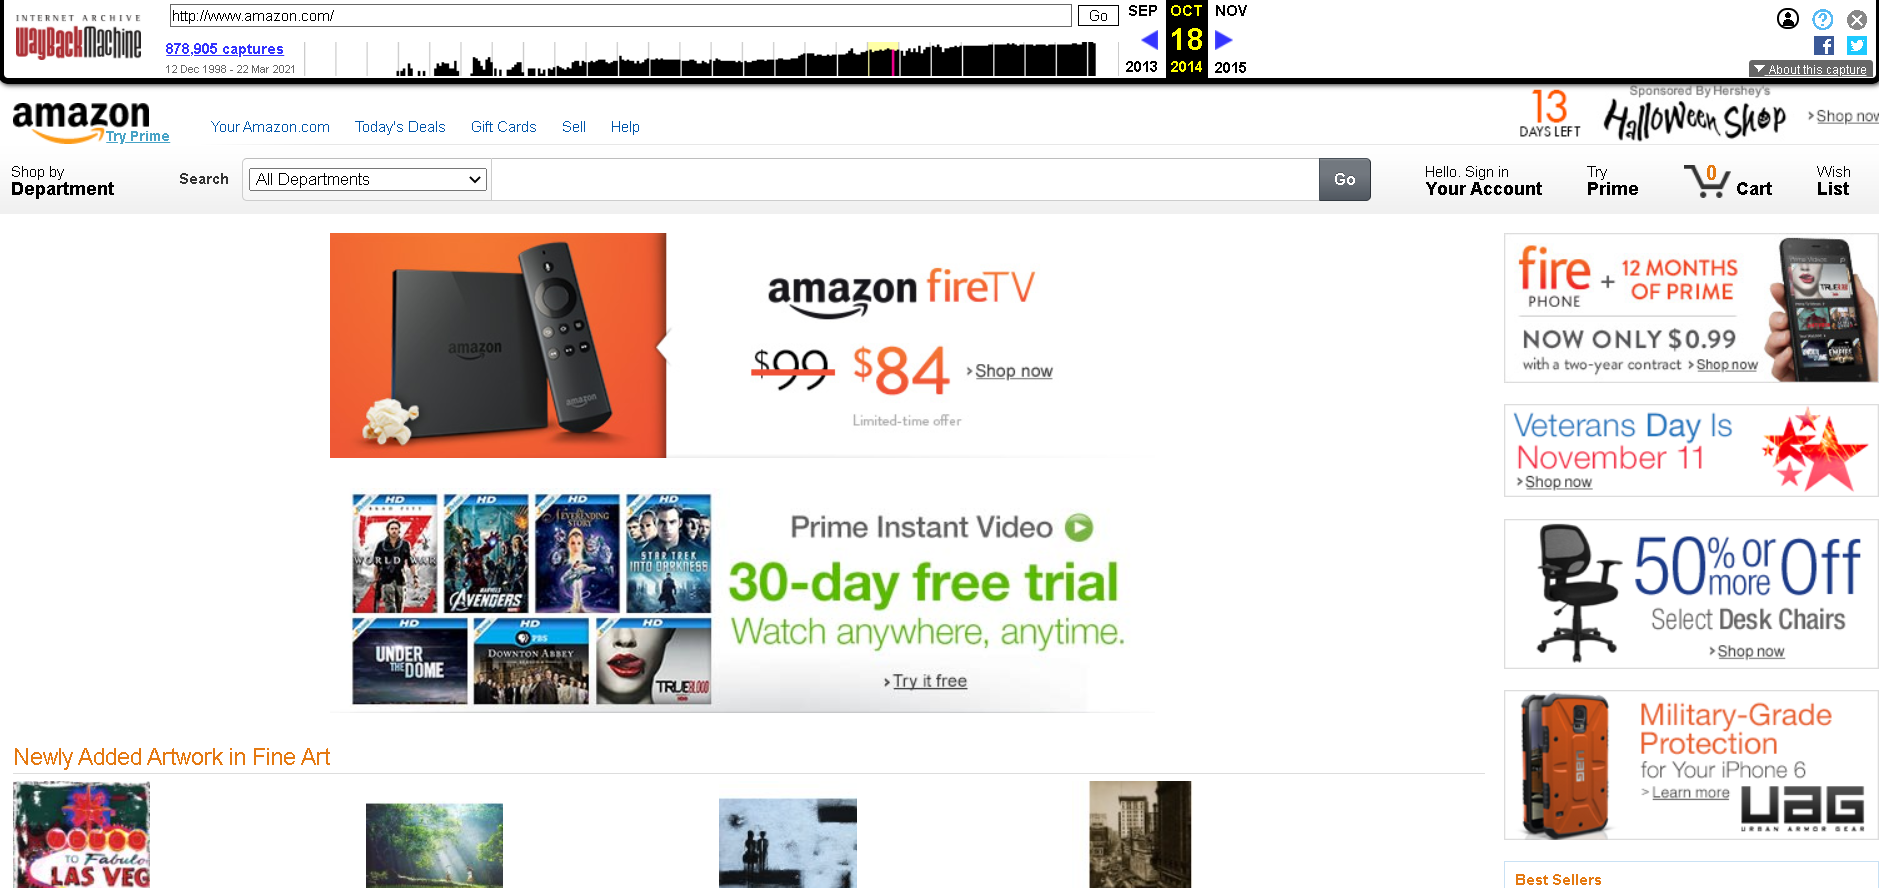 INTERNET ARCHIVE
WayBackMachine
http://www.amazon.com/
Go
SEP
OCT
NOV
18
2013
2014
2015
878,905 captures
12 Dec 1998 - 22 Mar 2021
About this capture
amazon
Try Prime
Your Amazon.com
Today's Deals
Gift Cards
Sell
Help
13
DAYS LEFT
Sponsored By Hershey's
Halloween Shop
Shop now
Shop by
Department
Search
All Departments
Go
Hello. Sign in
Your Account
Try
Prime
0
Cart
Wish
List
amazon
amazon
amazon fireTV
$99 $84 Shop now
Limited-time offer
fire
PHONE
+ 12 MONTHS
OF PRIME
NOW ONLY $0.99
with a two-year contract Shop now
Veterans Day Is
November 11
Shop now
HD
HD
HD
HD
BRAD PITT
WORLD WAR
MARVEL
AVENGERS
THE NEVERENDING
STORY
STAR TREK
INTO DARKNESS
HD
HD
HD
UNDER
THE DOME
PBS
DOWNTON ABBEY
TRUE BLOOD
Prime Instant Video
30-day free trial
Watch anywhere, anytime.
Try it free
50% or
more Off
Select Desk Chairs
Shop now
Military-Grade
Protection
for Your iPhone 6
Learn more
UAG
URBAN ARMOR GEAR
Newly Added Artwork in Fine Art
TO Fabulo
LAS VEG
Best Sellers